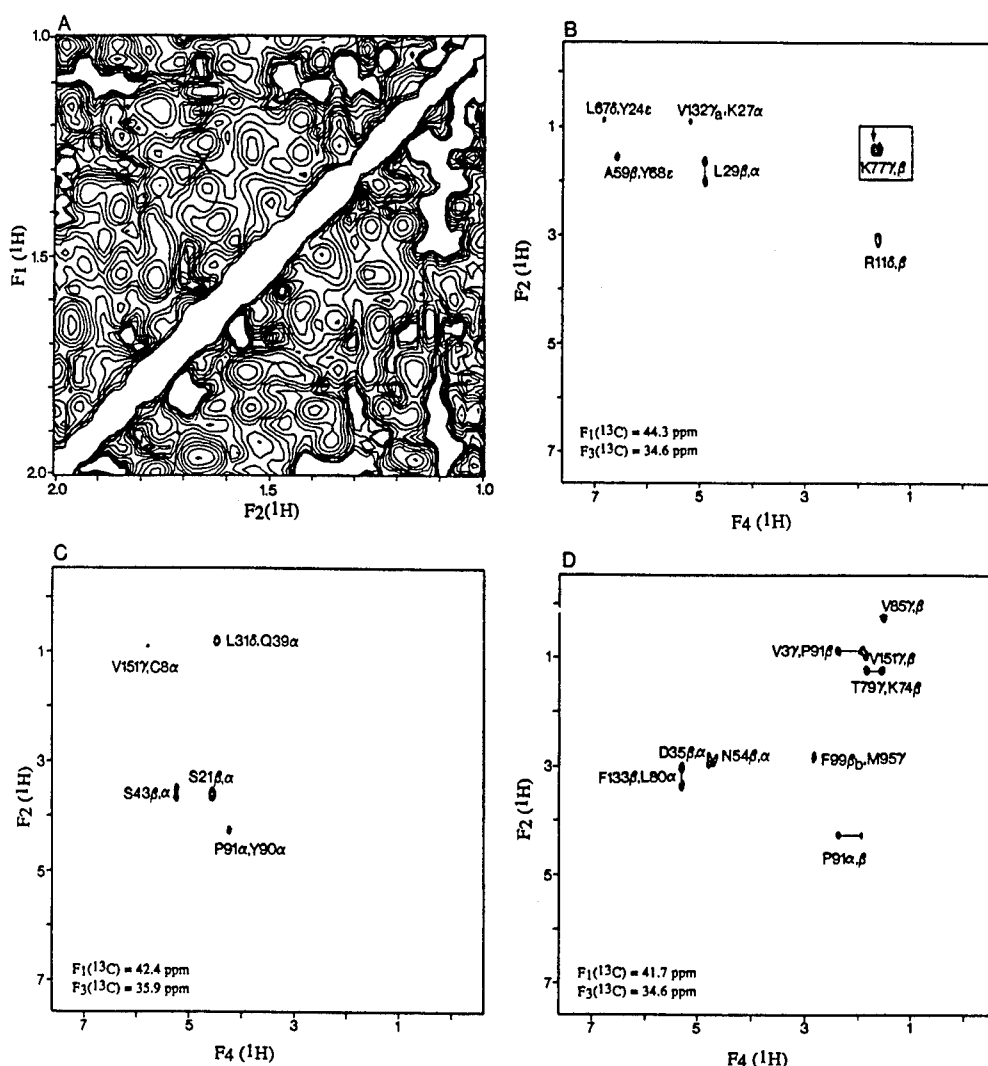 A
1.0
1.5
2.0
F1 (1H)
2.0
1.5
1.0
F2(1H)
B
L67δ,Y24ε
V132γa,K27α
A59β,Y68ε
L29β,α
K77γ,β
R11δ,β
1
3
5
7
F2 (1H)
F1(13C) = 44.3 ppm
F3(13C) = 34.6 ppm
7
5
3
1
F4 (1H)
C
V151γ,C8α
L31δ,Q39α
S21β,α
S43β,α
P91α,Y90α
1
3
5
7
F2 (1H)
F1(13C) = 42.4 ppm
F3(13C) = 35.9 ppm
7
5
3
1
F4 (1H)
D
V85γ,β
V3γ,P91β
V151γ,β
T79γ,K74β
D35β,α
N54β,α
F133β,L80α
F99βb,M95γ
P91α,β
1
3
5
7
F2 (1H)
F1(13C) = 41.7 ppm
F3(13C) = 34.6 ppm
7
5
3
1
F4 (1H)